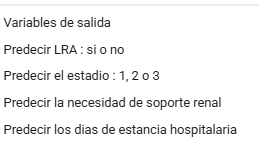 Variables de salida
Predecir LRA : si o no
Predecir el estadio : 1, 2 o 3
Predecir la necesidad de soporte renal
Predecir los dias de estancia hospitalaria